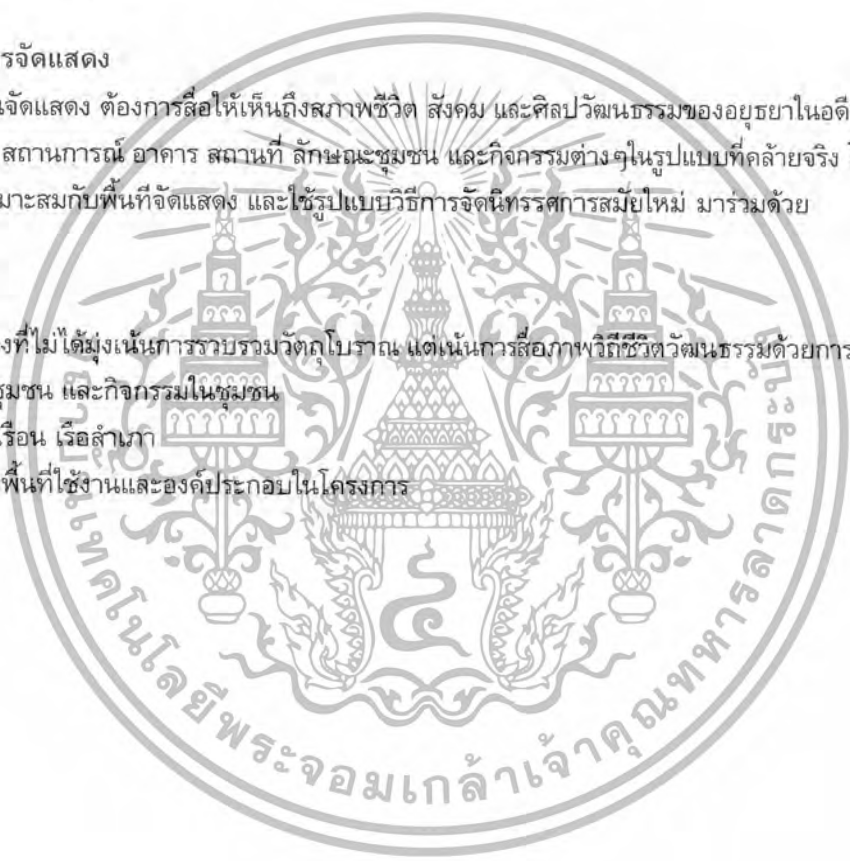 รจัดแสดง
นจัดแสดง ต้องการสื่อให้เห็นถึงสภาพชีวิต สังคม และศิลปวัฒนธรรมของอยุธยาในอดี
สถานการณ์ อาคาร สถานที่ ลักษณะชุมชน และกิจกรรมต่างๆในรูปแบบที่คล้ายจริง
มาะสมกับพื้นที่จัดแสดง และใช้รูปแบบวิธีการจัดนิทรรศการสมัยใหม่ มาร่วมด้วย
งที่ไม่ได้มุ่งเน้นการรวบรวมวัตถุโบราณ แต่เน้นการสื่อภาพวิถีชีวิตวัฒนธรรมด้วยการ
ชุมชน และกิจกรรมในชุมชน
เรือน เรือสำเภา
พื้นที่ใช้งานและองค์ประกอบในโครงการ
นเทคโนโลยีพระจอมเกล้าเจ้าคุณทหารลาดกระบัง